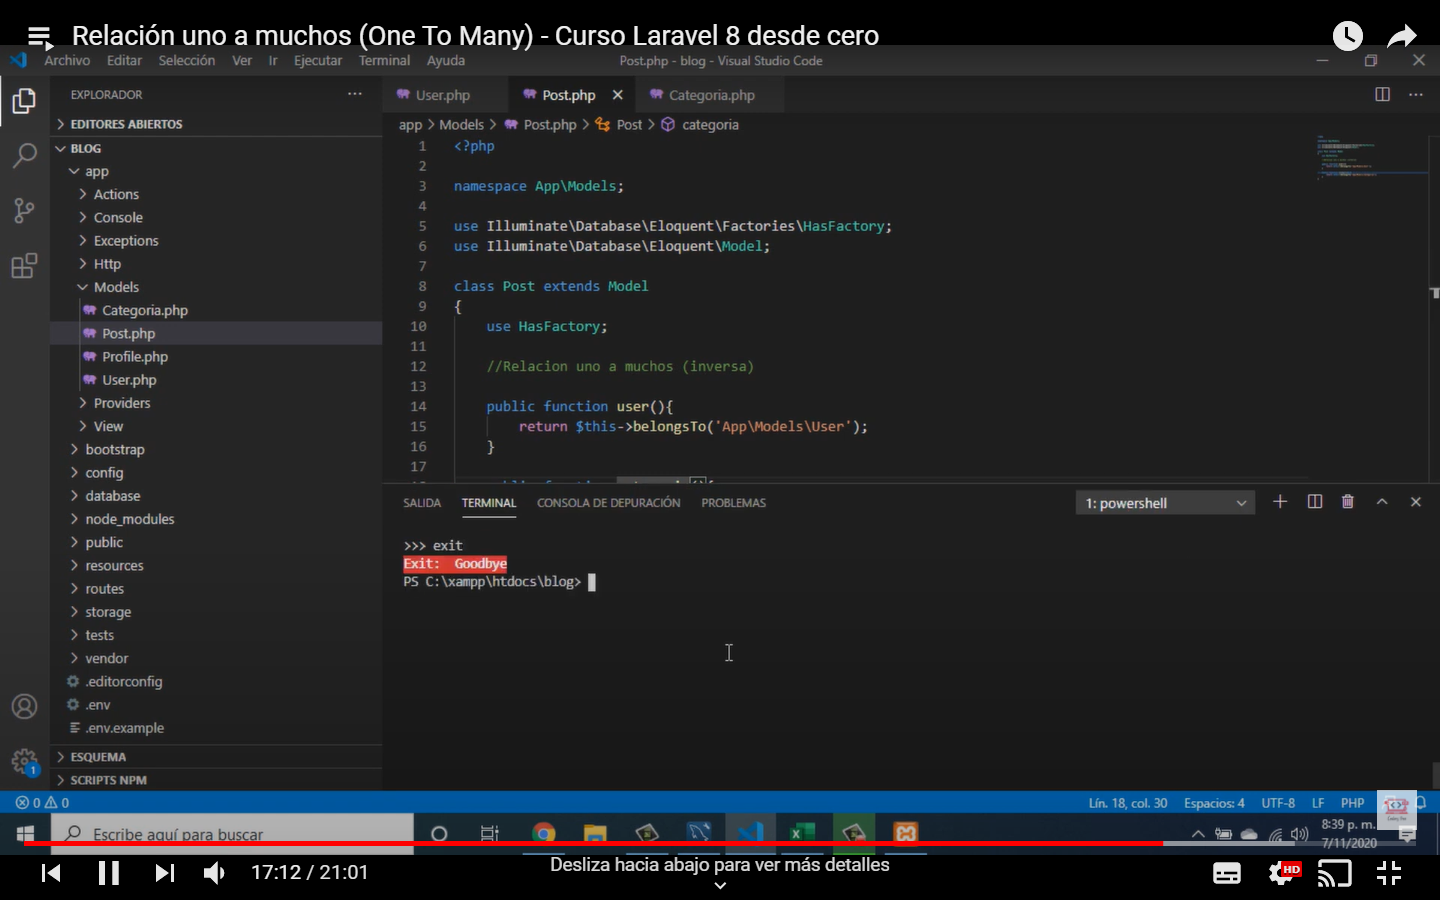 Relación uno a muchos (One To Many) - Curso Laravel 8 desde cero
Archivo Editar Selección Ver Ir Ejecutar Terminal Ayuda
Post.php - blog - Visual Studio Code
EXPLORADOR
EDITORES ABIERTOS
BLOG
app
Actions
Console
Exceptions
Http
Models
Categoria.php
Post.php
Profile.php
User.php
Providers
View
bootstrap
config
database
node_modules
public
resources
routes
storage
tests
vendor
.editorconfig
.env
.env.example
ESQUEMA
SCRIPTS NPM
User.php Post.php Categoria.php
app > Models > Post.php > Post > categoria
1 <?php
2
3 namespace App\Models;
4
5 use Illuminate\Database\Eloquent\Factories\HasFactory;
6 use Illuminate\Database\Eloquent\Model;
7
8 class Post extends Model
9 {
10 use HasFactory;
11
12 //Relacion uno a muchos (inversa)
13
14 public function user(){
15 return $this->belongsTo('App\Models\User');
16 }
17
SALIDA TERMINAL CONSOLA DE DEPURACIÓN PROBLEMAS
1: powershell
>>> exit
Exit: Goodbye
PS C:\xampp\htdocs\blog>
1
0 0
Lín. 18, col. 30 Espacios: 4 UTF-8 LF PHP
Escribe aquí para buscar
8:39 p. m.
7/11/2020
17:12 / 21:01
Desliza hacia abajo para ver más detalles
HD